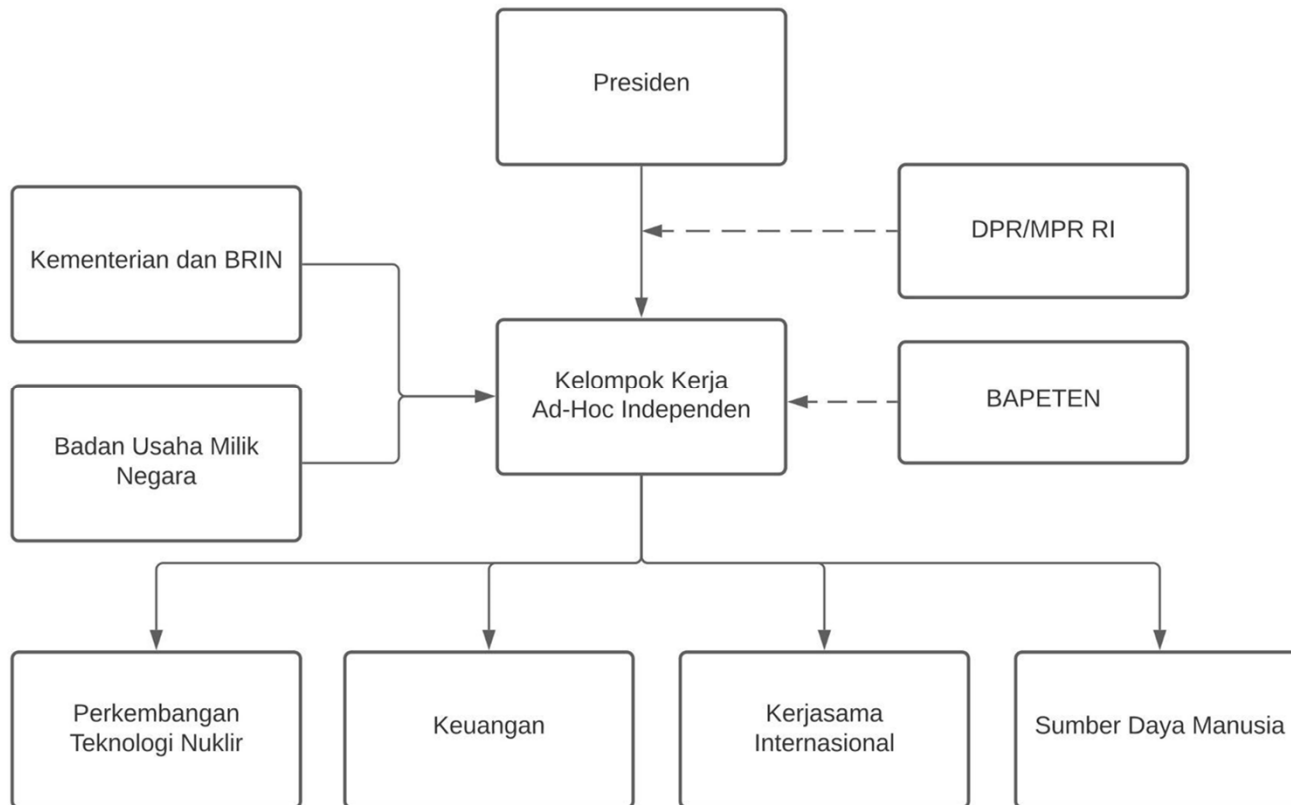 Presiden
DPR/MPR RI
Kementerian dan BRIN
Kelompok Kerja
Ad-Hoc Independen
BAPETEN
Badan Usaha Milik
Negara
Perkembangan
Teknologi Nuklir
Keuangan
Kerjasama
Internasional
Sumber Daya Manusia